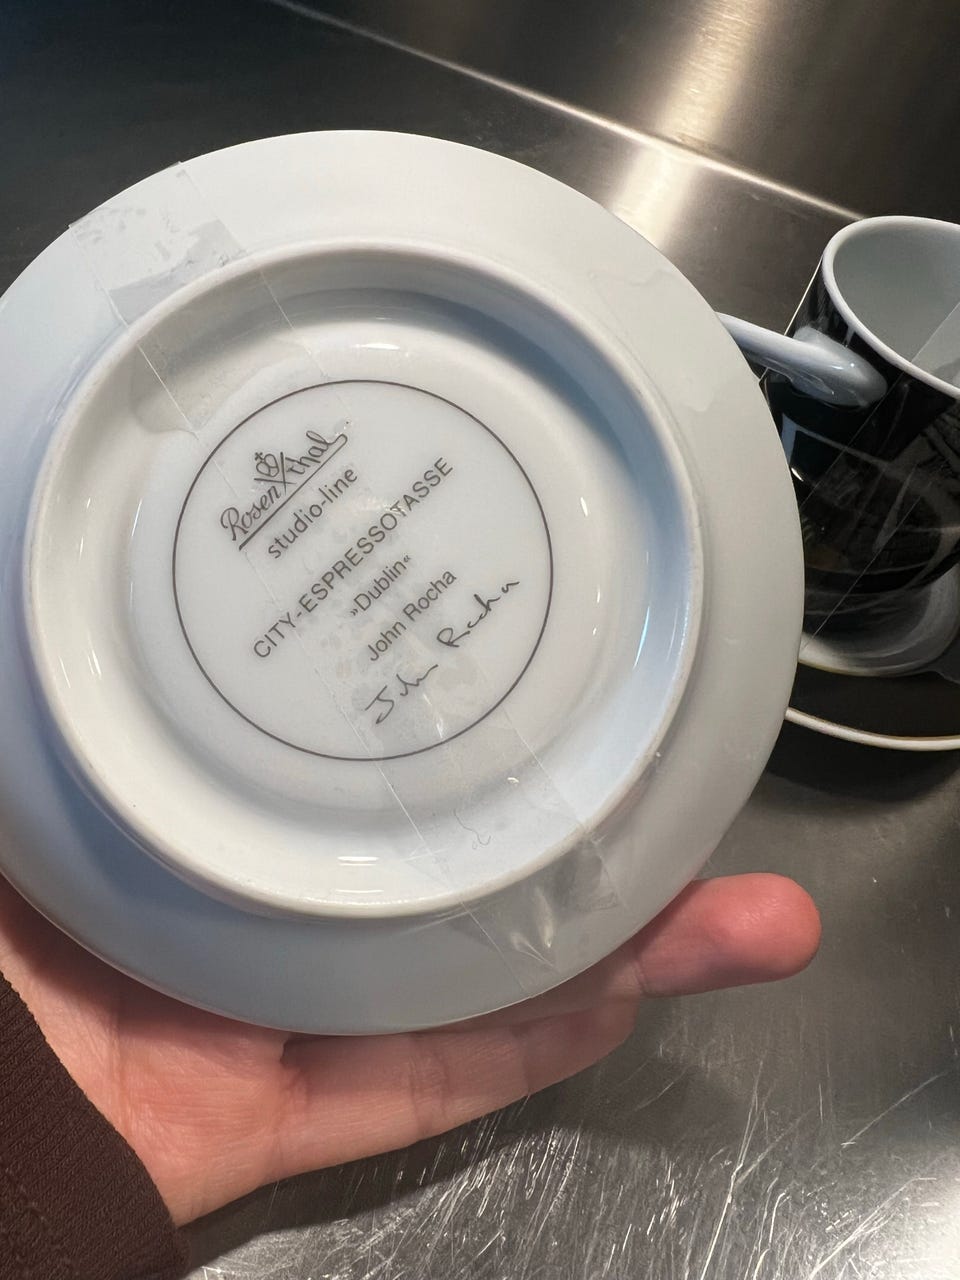 Rosenthal
studio-line
CITY-ESPRESSOTASSE
»Dublin«
John Rocha
John Rocha